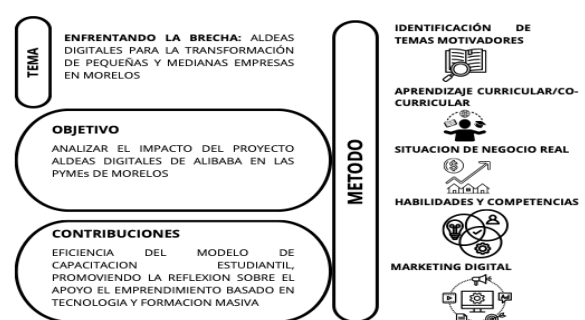 TEMA
ENFRENTANDO LA BRECHA: ALDEAS
DIGITALES PARA LA TRANSFORMACIÓN
DE PEQUEÑAS Y MEDIANAS EMPRESAS
EN MORELOS
OBJETIVO
ANALIZAR EL IMPACTO DEL PROYECTO
ALDEAS DIGITALES DE ALIBABA EN LAS
PYMEs DE MORELOS
CONTRIBUCIONES
EFICIENCIA DEL MODELO DE
CAPACITACION ESTUDIANTIL,
PROMOVIENDO LA REFLEXION SOBRE EL
APOYO EL EMPRENDIMIENTO BASADO EN
TECNOLOGIA Y FORMACION MASIVA
METODO
IDENTIFICACIÓN DE
TEMAS MOTIVADORES
APRENDIZAJE CURRICULAR/CO-
CURRICULAR
SITUACION DE NEGOCIO REAL
HABILIDADES Y COMPETENCIAS
MARKETING DIGITAL